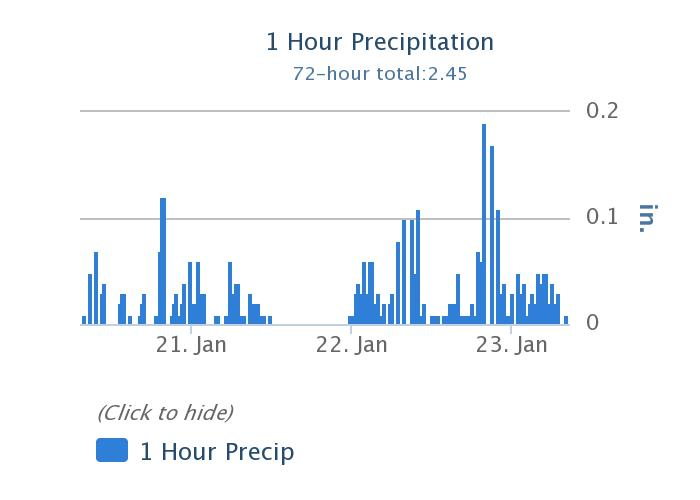 1 Hour Precipitation
72-hour total:2.45
0.2
0.1
in.
0
21. Jan 22. Jan 23. Jan
(Click to hide)
1 Hour Precip